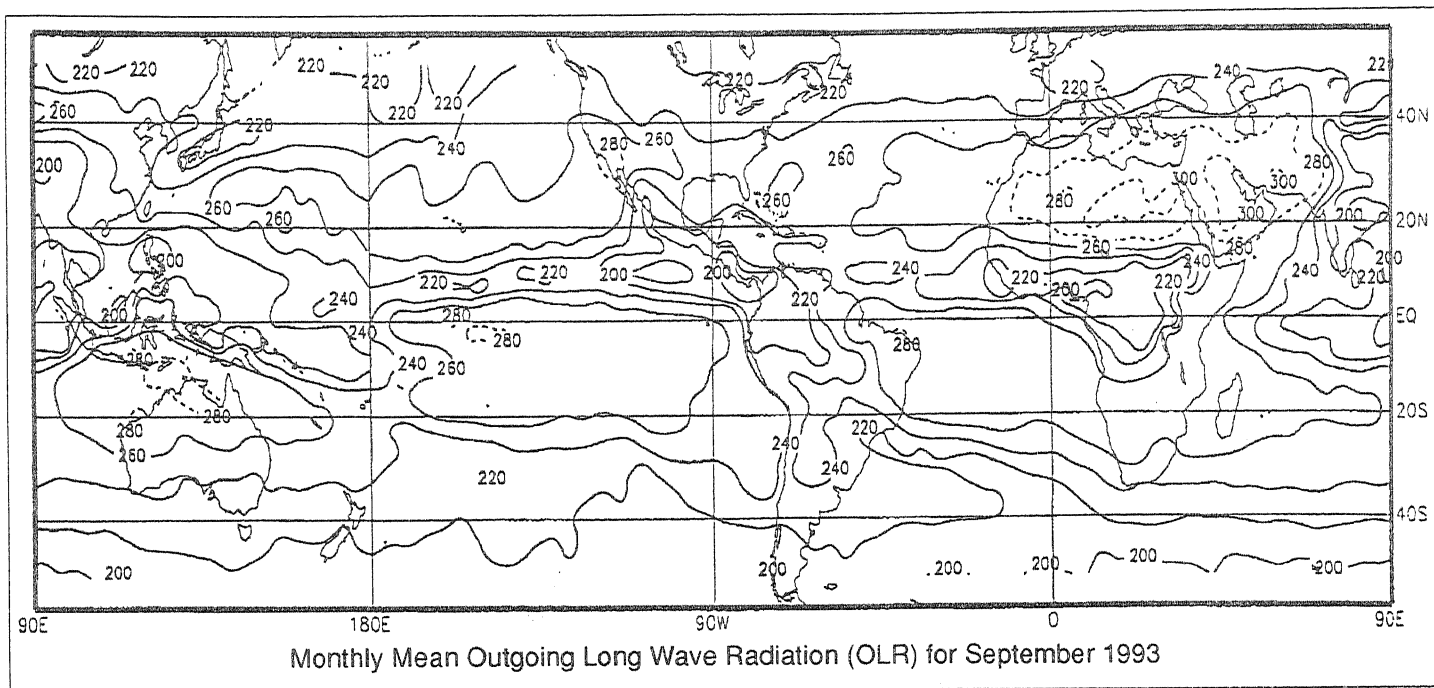 220 220 220 220 220 220 240 220 220
260 220 220 220 220 40N
240 260
200 280 260 280
260 300 300
260 260 260 280 300 200 20N
200 260 280 240
220 220 200 200 240 220 240 200
220 220 220 220
240 200
200 280 EQ
240 280 280
280 240
260
280 20S
280 240 220
260 240
220
40S
200 200 200 200 200
90E 180E 90W 0 90E
Monthly Mean Outgoing Long Wave Radiation (OLR) for September 1993